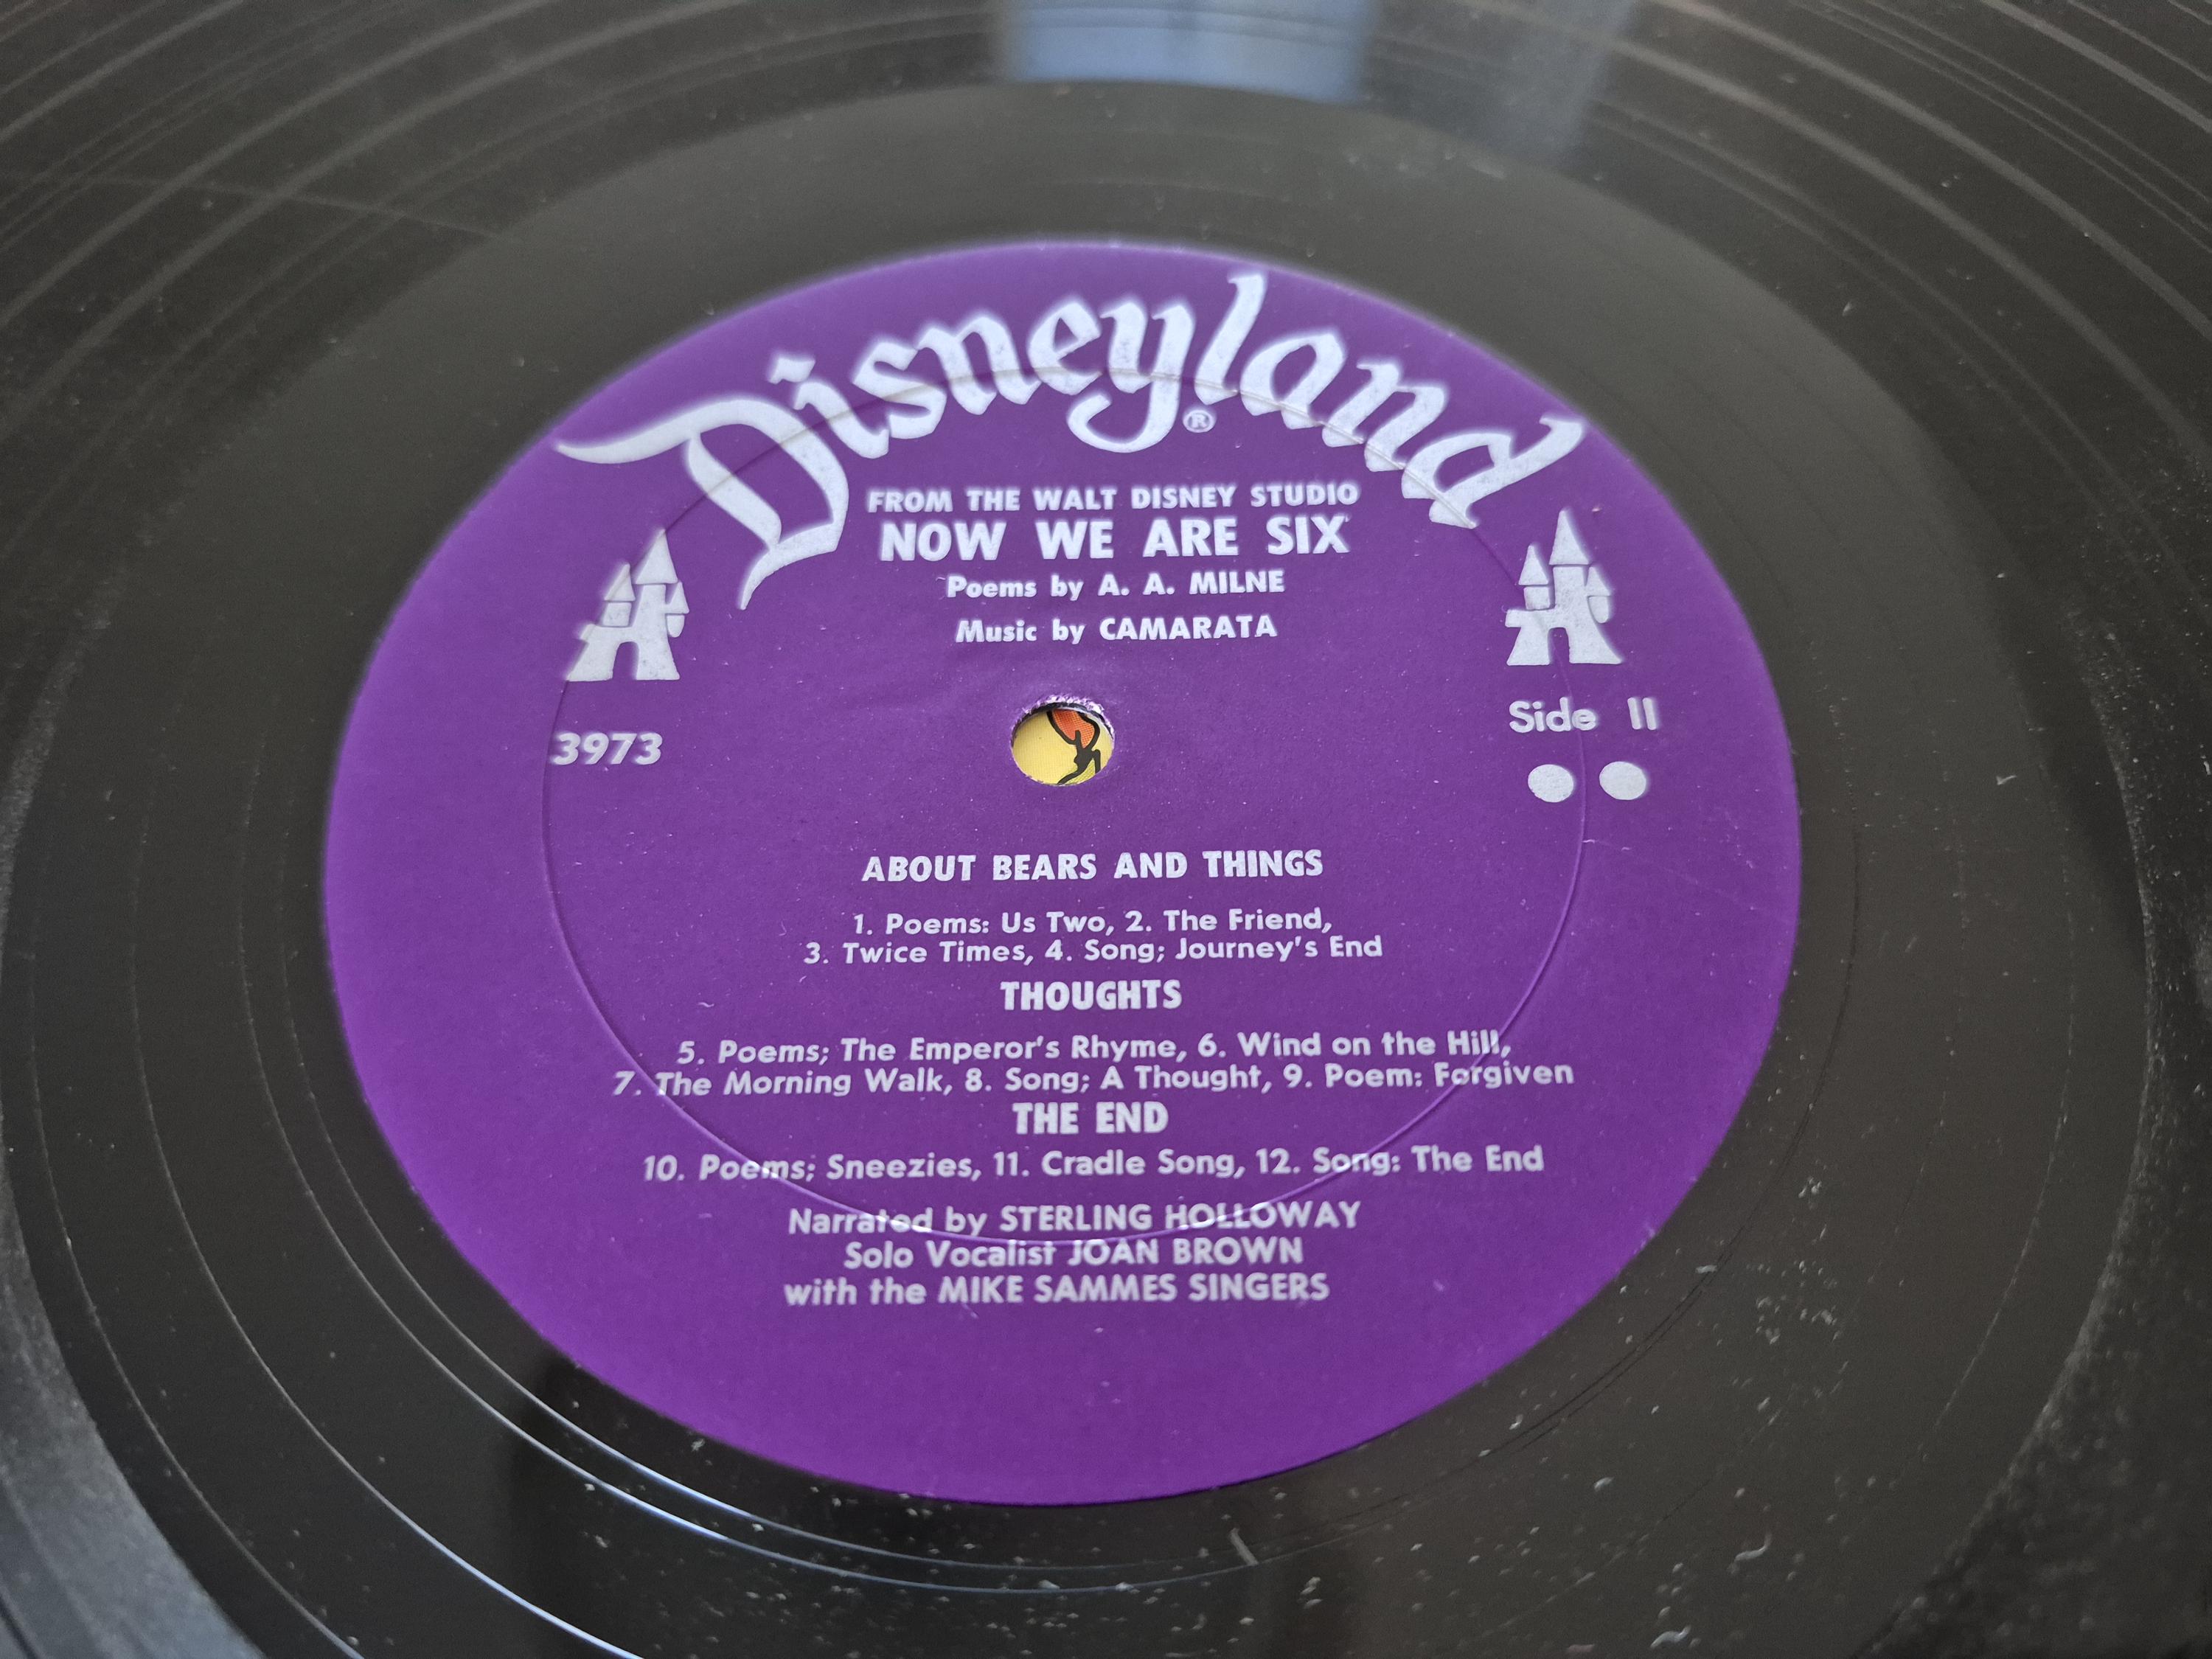 Disneyland®
FROM THE WALT DISNEY STUDIO
NOW WE ARE SIX
Poems by A. A. MILNE
Music by CAMARATA
3973
Side II
ABOUT BEARS AND THINGS
1. Poems: Us Two, 2. The Friend,
3. Twice Times, 4. Song; Journey's End
THOUGHTS
5. Poems; The Emperor's Rhyme, 6. Wind on the Hill,
7. The Morning Walk, 8. Song; A Thought, 9. Poem: Forgiven
THE END
10. Poems; Sneezies, 11. Cradle Song, 12. Song: The End
Narrated by STERLING HOLLOWAY
Solo Vocalist JOAN BROWN
with the MIKE SAMMES SINGERS